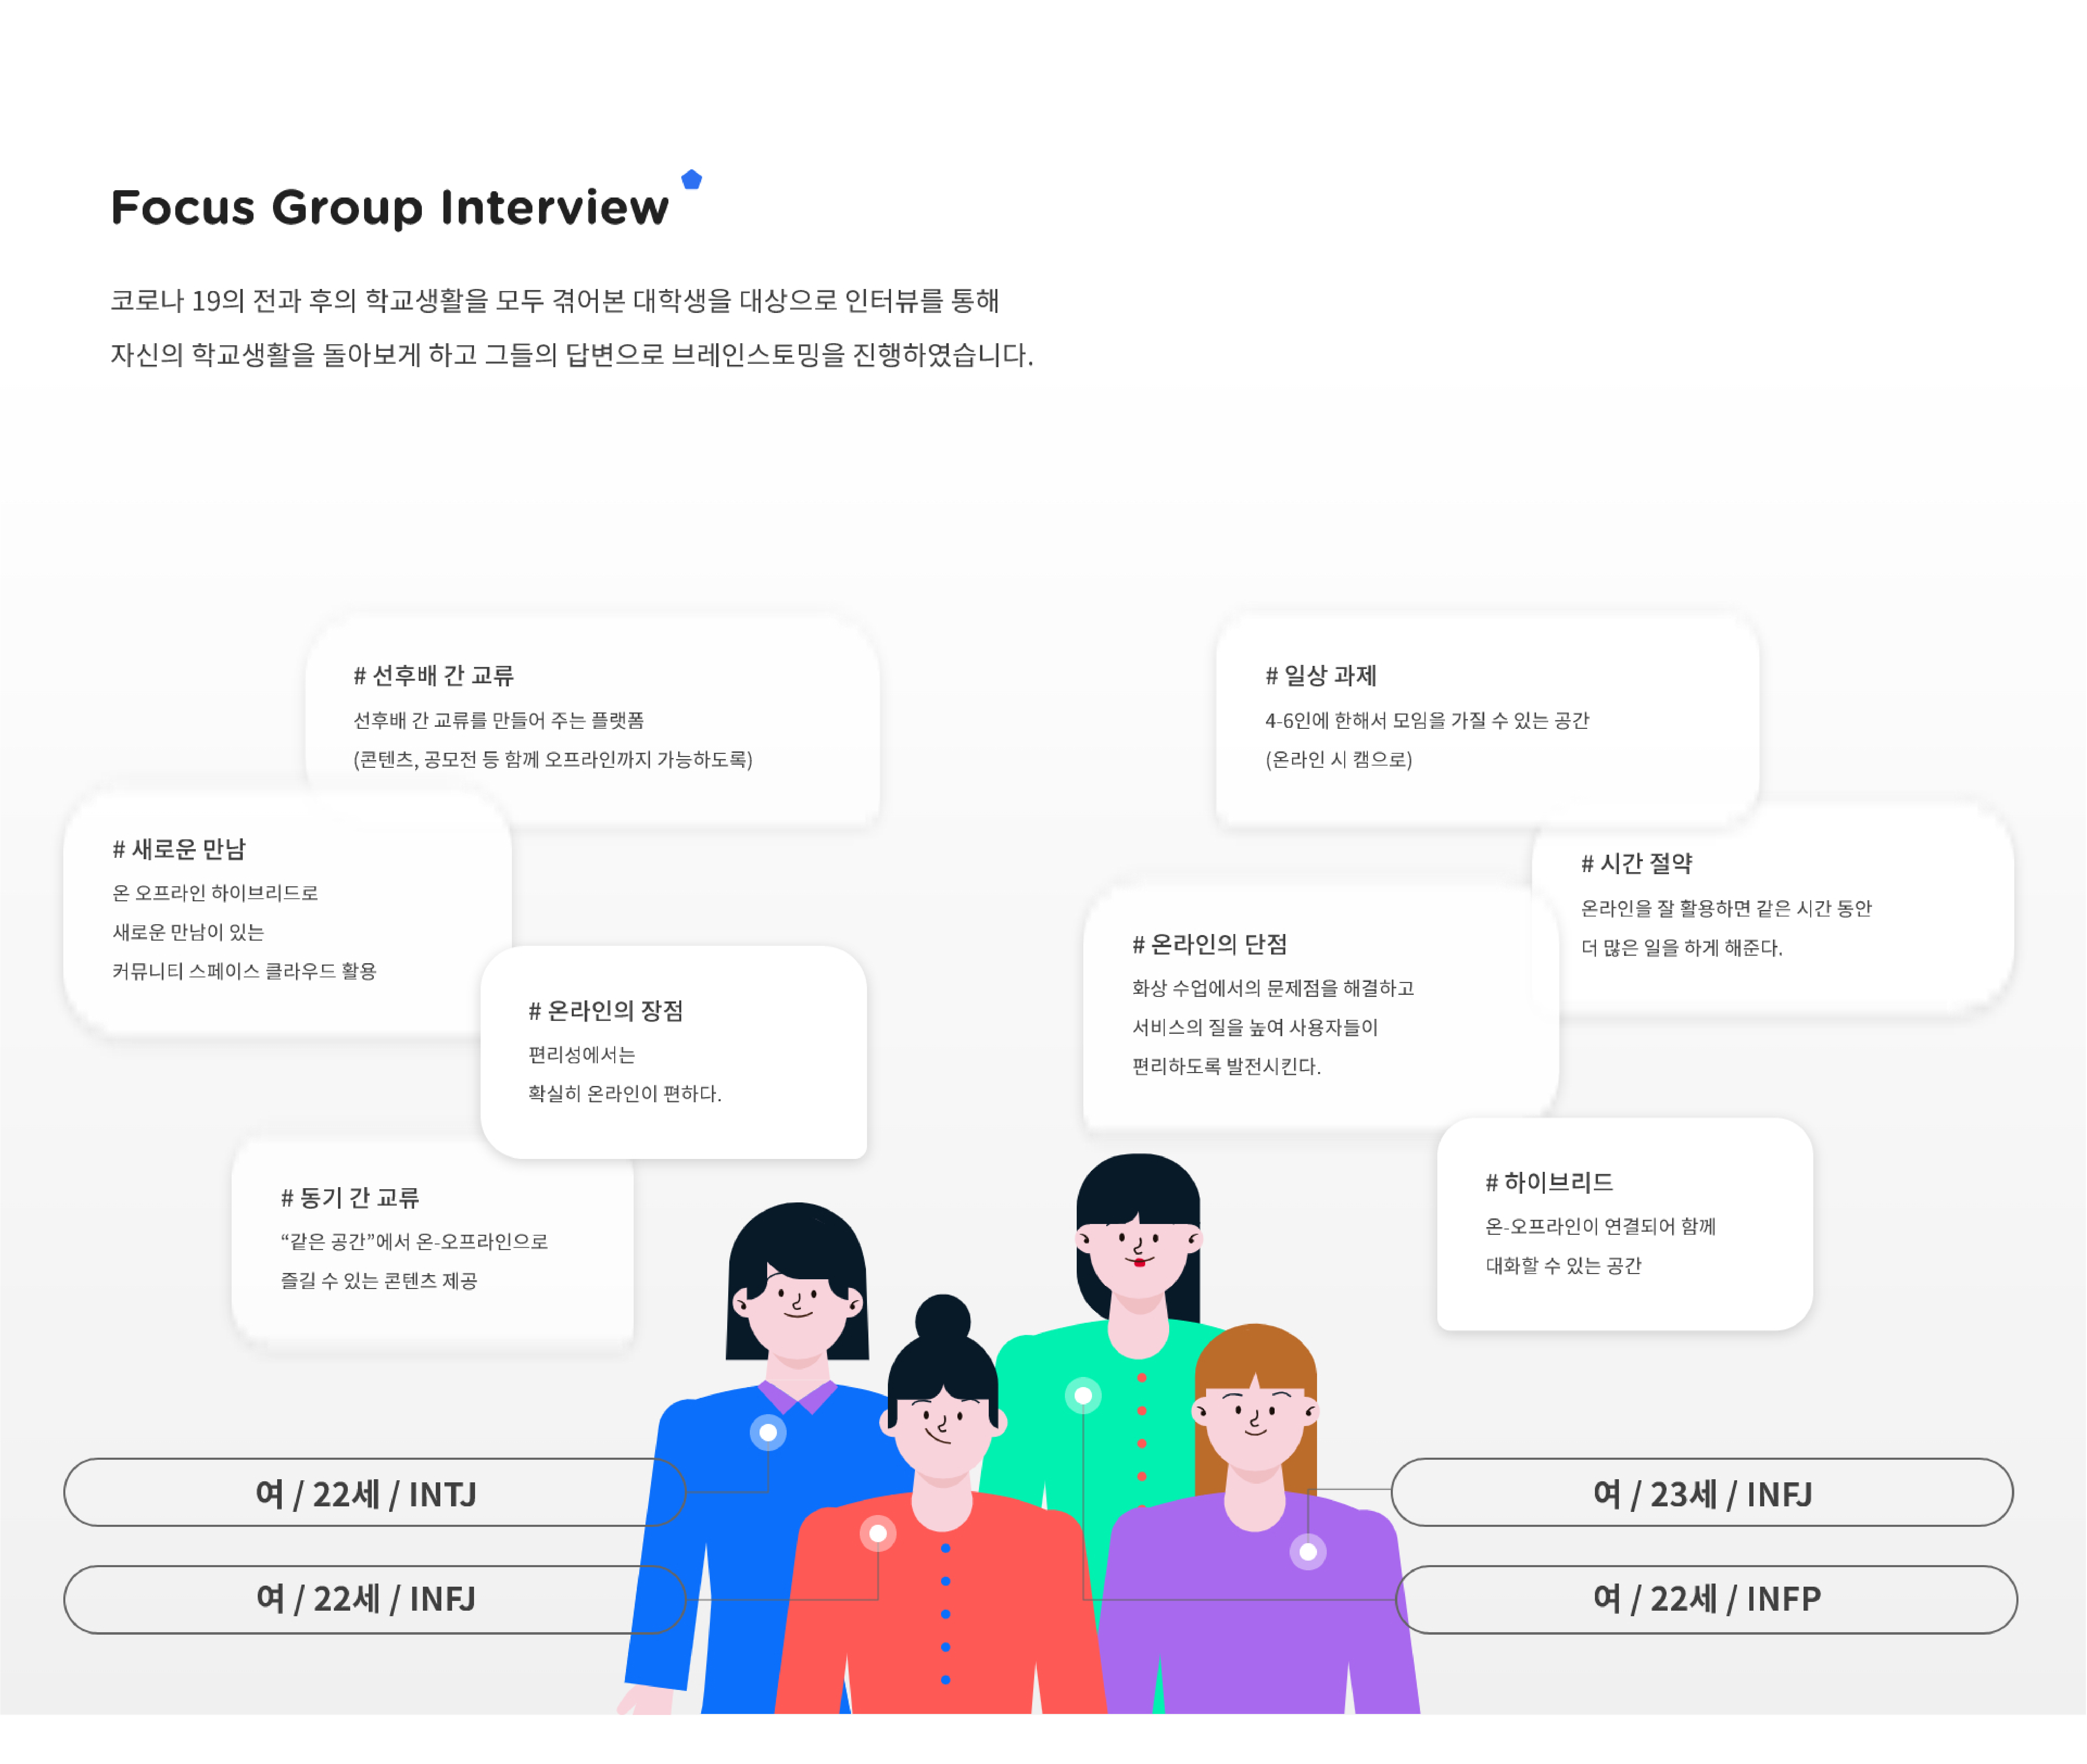 Focus Group Interview
코로나 19의 전과 후의 학교생활을 모두 겪어본 대학생을 대상으로 인터뷰를 통해
자신의 학교생활을 돌아보게 하고 그들의 답변으로 브레인스토밍을 진행하였습니다.
# 선후배 간 교류
선후배 간 교류를 만들어 주는 플랫폼
(콘텐츠, 공모전 등 함께 오프라인까지 가능하도록)
# 새로운 만남
온 오프라인 하이브리드로
새로운 만남이 있는
커뮤니티 스페이스 클라우드 활용
# 온라인의 장점
편리성에서는
확실히 온라인이 편하다.
# 동기 간 교류
“같은 공간”에서 온-오프라인으로
즐길 수 있는 콘텐츠 제공
# 일상 과제
4-6인에 한해서 모임을 가질 수 있는 공간
(온라인 시 캠으로)
# 시간 절약
온라인을 잘 활용하면 같은 시간 동안
더 많은 일을 하게 해준다.
# 온라인의 단점
화상 수업에서의 문제점을 해결하고
서비스의 질을 높여 사용자들이
편리하도록 발전시킨다.
# 하이브리드
온-오프라인이 연결되어 함께
대화할 수 있는 공간
여 / 22세 / INTJ
여 / 22세 / INFJ
여 / 23세 / INFJ
여 / 22세 / INFP